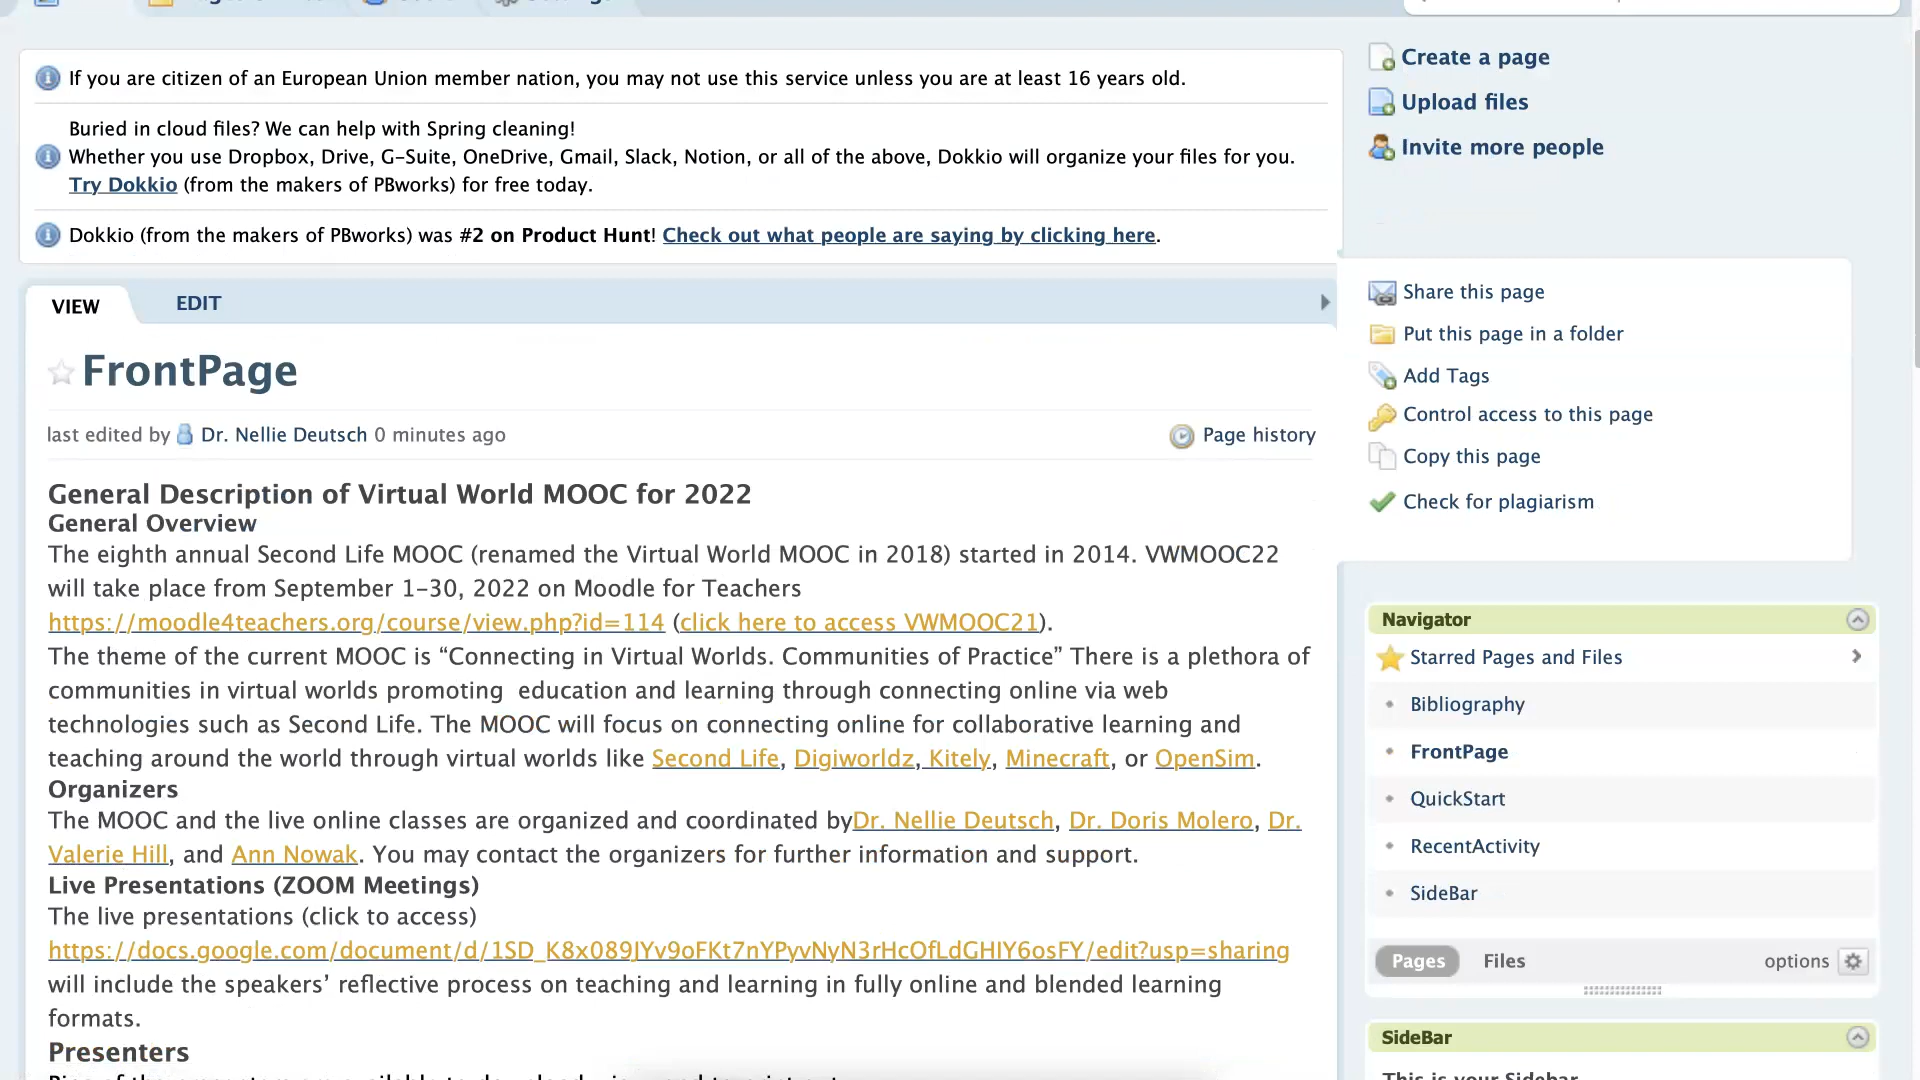 If you are citizen of an European Union member nation, you may not use this service unless you are at least 16 years old.
Buried in cloud files? We can help with Spring cleaning!
Whether you use Dropbox, Drive, G-Suite, OneDrive, Gmail, Slack, Notion, or all of the above, Dokkio will organize your files for you.
Try Dokkio (from the makers of PBworks) for free today.
Dokkio (from the makers of PBworks) was #2 on Product Hunt! Check out what people are saying by clicking here.
VIEW
EDIT
FrontPage
last edited by Dr. Nellie Deutsch 0 minutes ago
Page history
General Description of Virtual World MOOC for 2022
General Overview
The eighth annual Second Life MOOC (renamed the Virtual World MOOC in 2018) started in 2014. VWMOOC22
will take place from September 1-30, 2022 on Moodle for Teachers
https://moodle4teachers.org/course/view.php?id=114 (click here to access VWMOOC21).
The theme of the current MOOC is “Connecting in Virtual Worlds. Communities of Practice” There is a plethora of
communities in virtual worlds promoting  education and learning through connecting online via web
technologies such as Second Life. The MOOC will focus on connecting online for collaborative learning and
teaching around the world through virtual worlds like Second Life, Digiworldz, Kitely, Minecraft, or OpenSim.
Organizers
The MOOC and the live online classes are organized and coordinated byDr. Nellie Deutsch, Dr. Doris Molero, Dr.
Valerie Hill, and Ann Nowak. You may contact the organizers for further information and support.
Live Presentations (ZOOM Meetings)
The live presentations (click to access)
https://docs.google.com/document/d/1SD_K8x089JYv9oFKt7nYPyvNyN3rHcOfLdGHIY6osFY/edit?usp=sharing
will include the speakers’ reflective process on teaching and learning in fully online and blended learning
formats.
Presenters
Create a page
Upload files
Invite more people
Share this page
Put this page in a folder
Add Tags
Control access to this page
Copy this page
Check for plagiarism
Navigator
Starred Pages and Files
Bibliography
FrontPage
QuickStart
RecentActivity
SideBar
Pages
Files
options
SideBar
This is your Sidebar